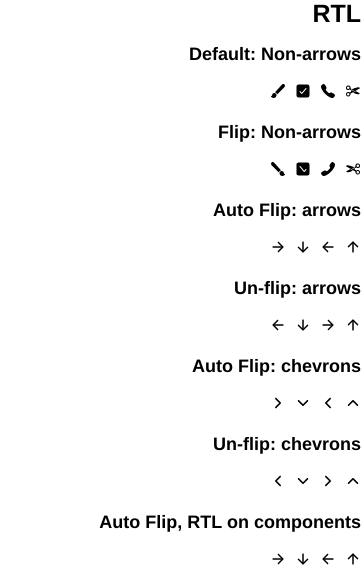 RTL
Default: Non-arrows
Flip: Non-arrows
Auto Flip: arrows
Un-flip: arrows
Auto Flip: chevrons
Un-flip: chevrons
Auto Flip, RTL on components